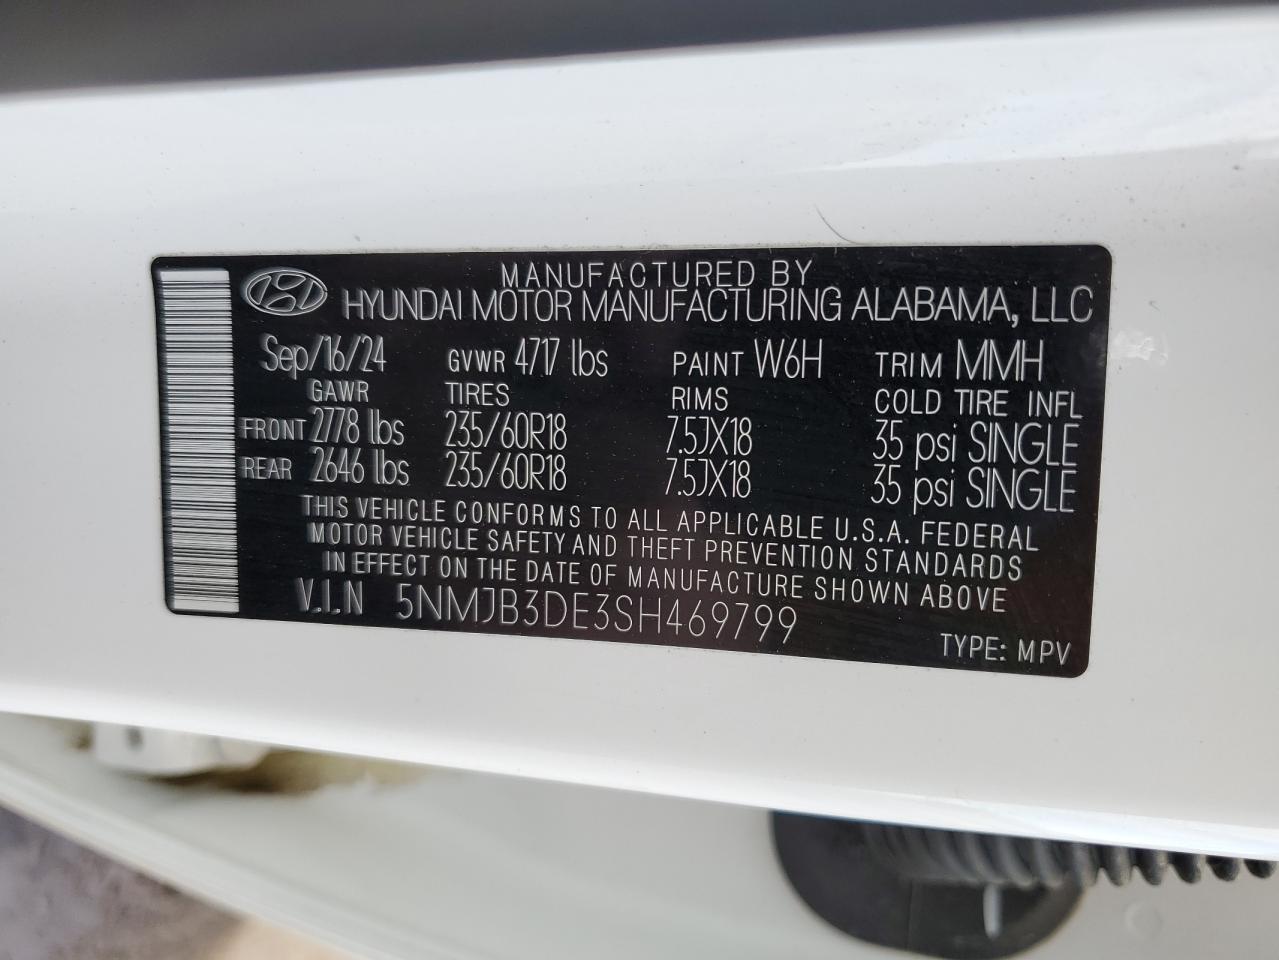 MANUFACTURED BY
HYUNDAI MOTOR MANUFACTURING ALABAMA, LLC
Sep/16/24 GVWR 4717 lbs PAINT W6H TRIM MMH
GAWR TIRES RIMS COLD TIRE INFL
FRONT 2778 lbs 235/60R18 7.5JX18 35 psi SINGLE
REAR 2646 lbs 235/60R18 7.5JX18 35 psi SINGLE
THIS VEHICLE CONFORMS TO ALL APPLICABLE U.S.A. FEDERAL
MOTOR VEHICLE SAFETY AND THEFT PREVENTION STANDARDS
IN EFFECT ON THE DATE OF MANUFACTURE SHOWN ABOVE
V.I.N 5NMJB3DE3SH469799
TYPE: MPV